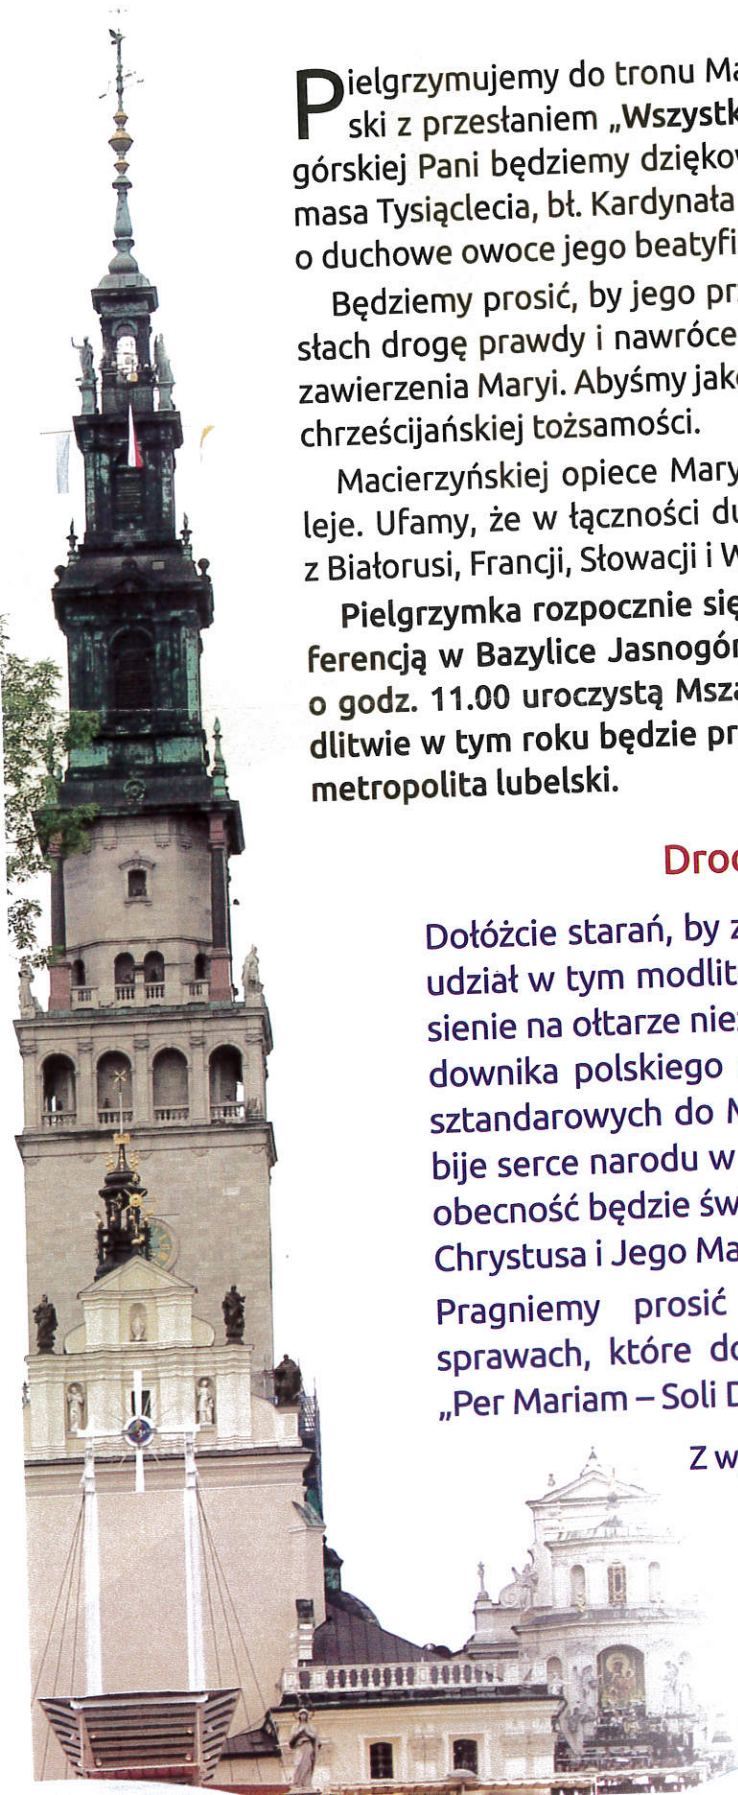 Pielgrzymujemy do tronu Ma
ski z przesłaniem „Wszystk
górskiej Pani będziemy dzięko
masa Tysiąclecia, bł. Kardynała
o duchowe owoce jego beatyfi
Będziemy prosić, by jego pr
słach drogę prawdy i nawróce
zawierzenia Maryi. Abyśmy jak
chrześcijańskiej tożsamości.
Macierzyńskiej opiece Mary
leje. Ufamy, że w łączności du
z Białorusi, Francji, Słowacji i W
Pielgrzymka rozpocznie się
ferencją w Bazylice Jasnogór
o godz. 11.00 uroczystą Msza
dlitwie w tym roku będzie pr
metropolita lubelski.
Dro
Dołóżcie starań, by z
udział w tym modlit
sienie na ołtarze nie
downika polskiego
sztandarowych do M
bije serce narodu w
obecność będzie św
Chrystusa i Jego Ma
Pragniemy prosić
sprawach, które do
„Per Mariam – Soli D
Z w